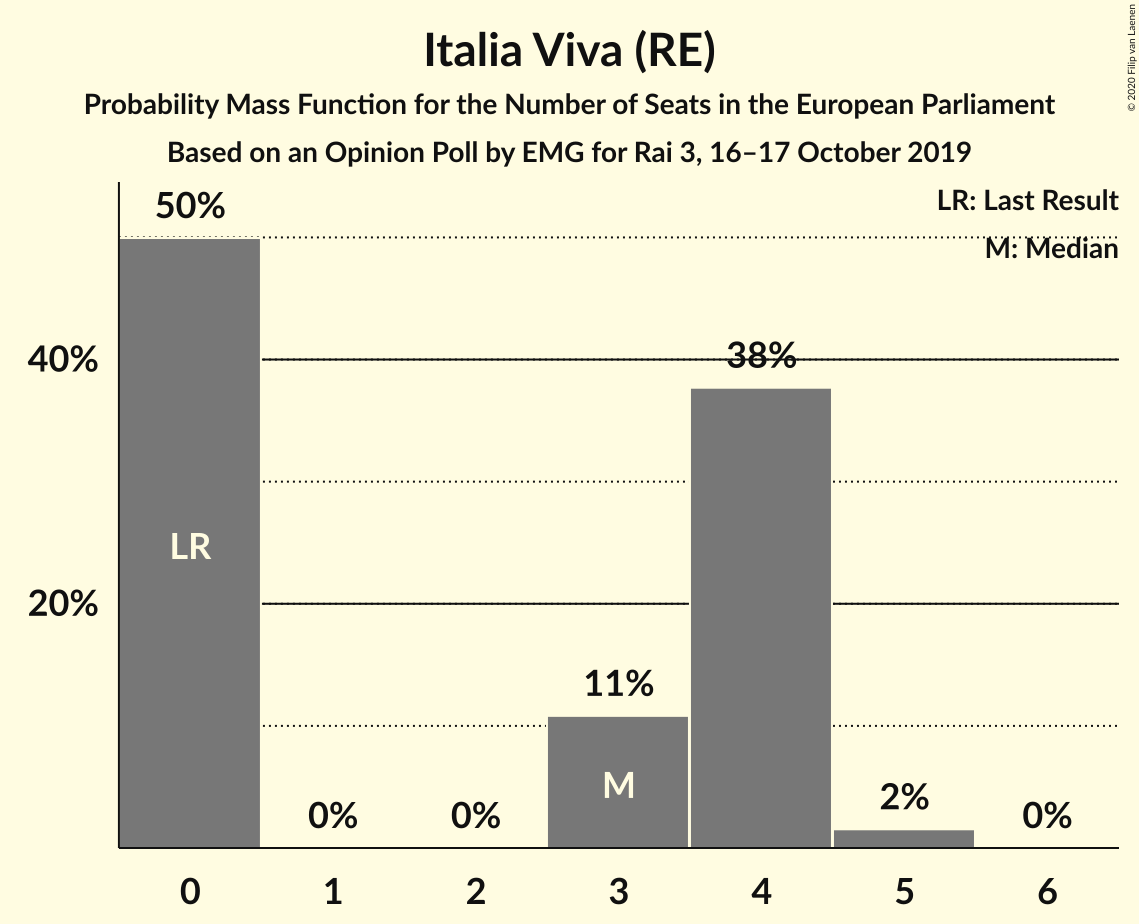 Italia Viva (RE)
Probability Mass Function for the Number of Seats in the European Parliament
Based on an Opinion Poll by EMG for Rai 3, 16–17 October 2019
© 2020 Filip van Laenen
LR: Last Result
M: Median
50%
40%
38%
LR
20%
11%
M
0%
0%
2%
0%
0 1 2 3 4 5 6